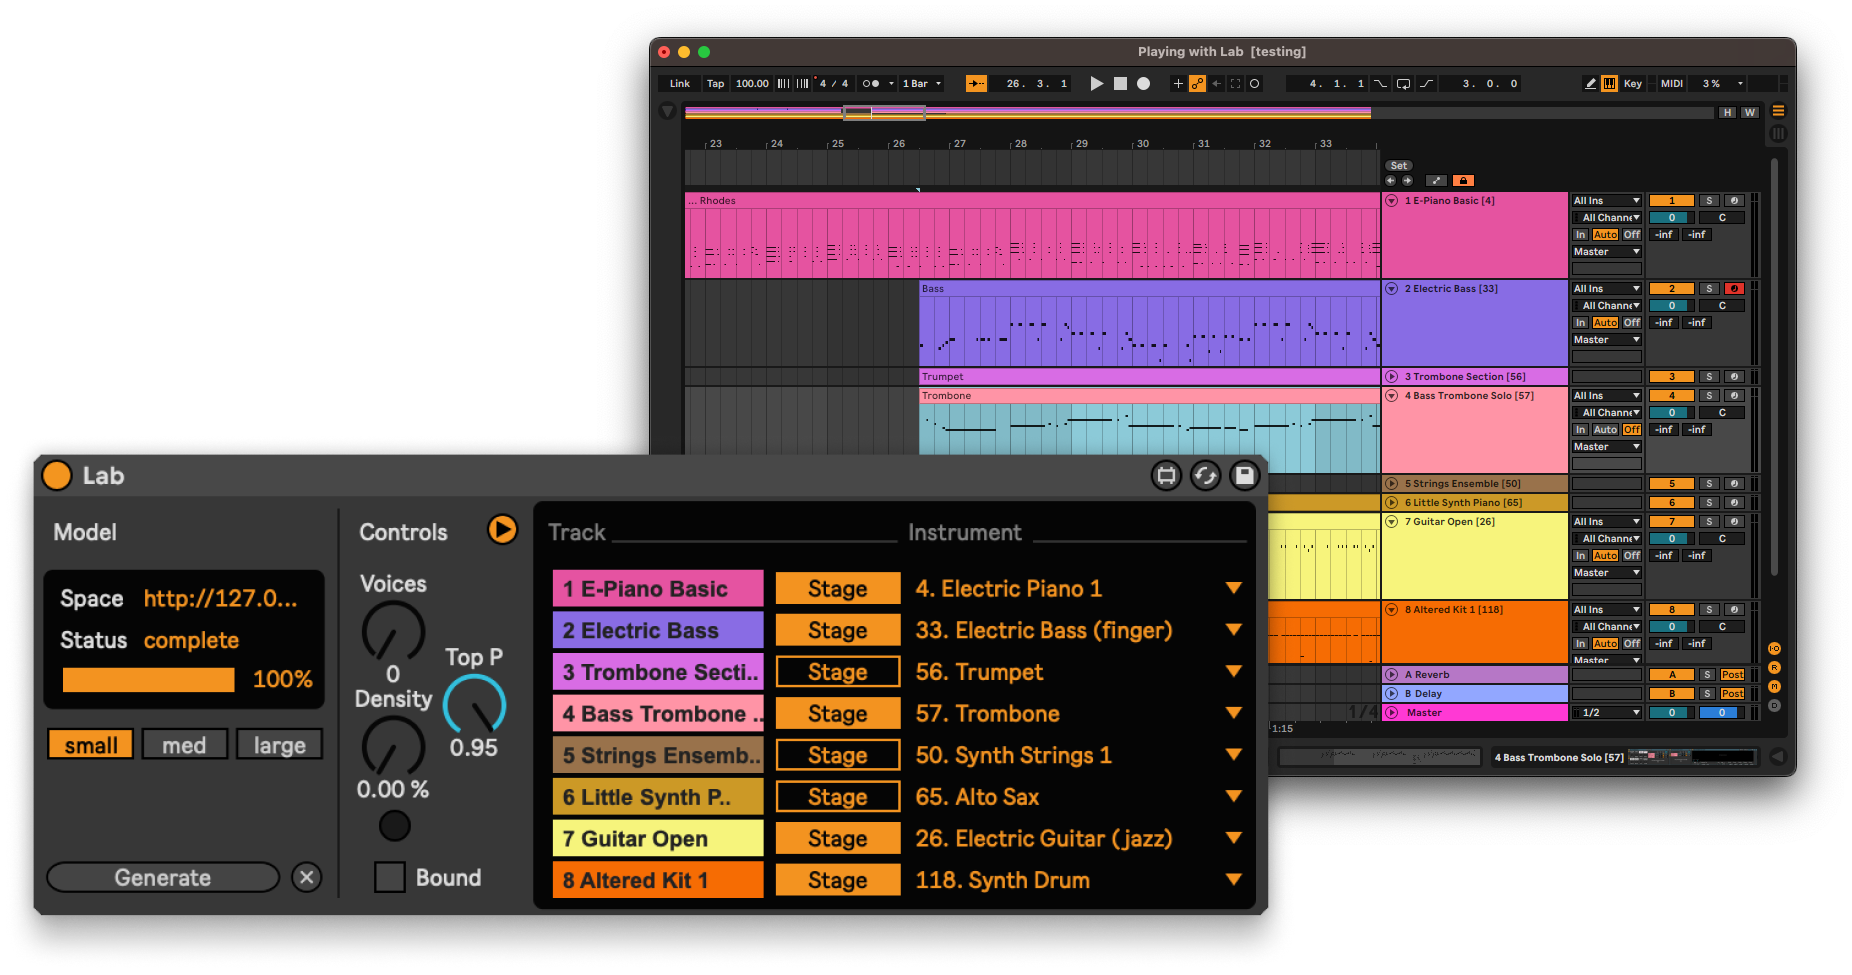 Playing with Lab [testing]
Link Tap 100.00 4 / 4 1 Bar 26. 3. 1 4. 1. 1 3. 0. 0 Key MIDI 3 %
H W
23 24 25 26 27 28 29 30 31 32 33
Set
... Rhodes
1 E-Piano Basic [4] All Ins 1 S
All Channe 0 C
In Auto Off -inf -inf
Master
Bass
2 Electric Bass [33] All Ins 2 S
All Channe 0 C
In Auto Off -inf -inf
Master
Trumpet
3 Trombone Section [56] 3 S
Trombone
4 Bass Trombone Solo [57] All Ins 4 S
All Channe 0 C
In Auto Off -inf -inf
Master
5 Strings Ensemble [50] 5 S
6 Little Synth Piano [65] 6 S
7 Guitar Open [26] All Ins 7 S
All Channe 0 C
In Auto Off -inf -inf
Master
8 Altered Kit 1 [118] All Ins 8 S
All Channe 0 C
In Auto Off -inf -inf
Master
A Reverb A S Post
B Delay B S Post
1/4 Master 1/2 0 0
1:15
R
M
D
4 Bass Trombone Solo [57]
Lab
Model
Space http://127.0...
Status complete
100%
small med large
Generate
Controls
Voices
0
Density
0.00 %
Top P
0.95
Bound
Track Instrument
1 E-Piano Basic Stage 4. Electric Piano 1
2 Electric Bass Stage 33. Electric Bass (finger)
3 Trombone Secti.. Stage 56. Trumpet
4 Bass Trombone .. Stage 57. Trombone
5 Strings Ensemb.. Stage 50. Synth Strings 1
6 Little Synth P.. Stage 65. Alto Sax
7 Guitar Open Stage 26. Electric Guitar (jazz)
8 Altered Kit 1 Stage 118. Synth Drum